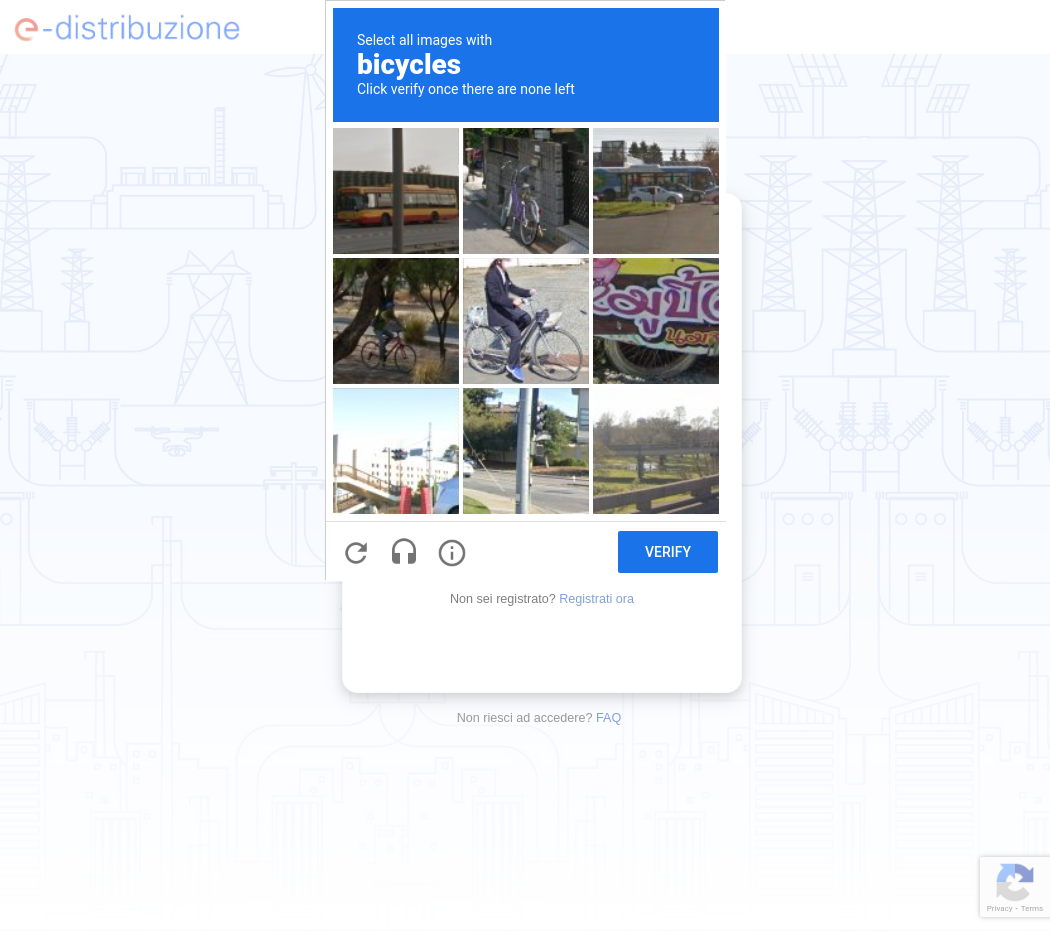 e-distribuzione
Select all images with
bicycles
Click verify once there are none left
VERIFY
Non sei registrato? Registrati ora
Non riesci ad accedere? FAQ
Privacy - Terms